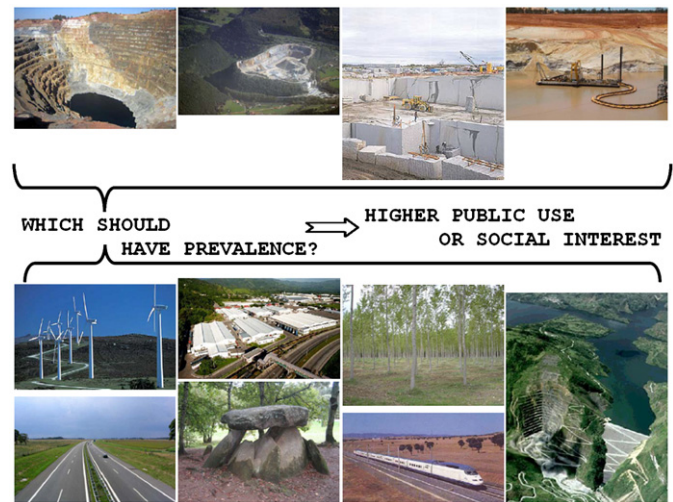 WHICH SHOULD
HAVE PREVALENCE?
HIGHER PUBLIC USE
OR SOCIAL INTEREST